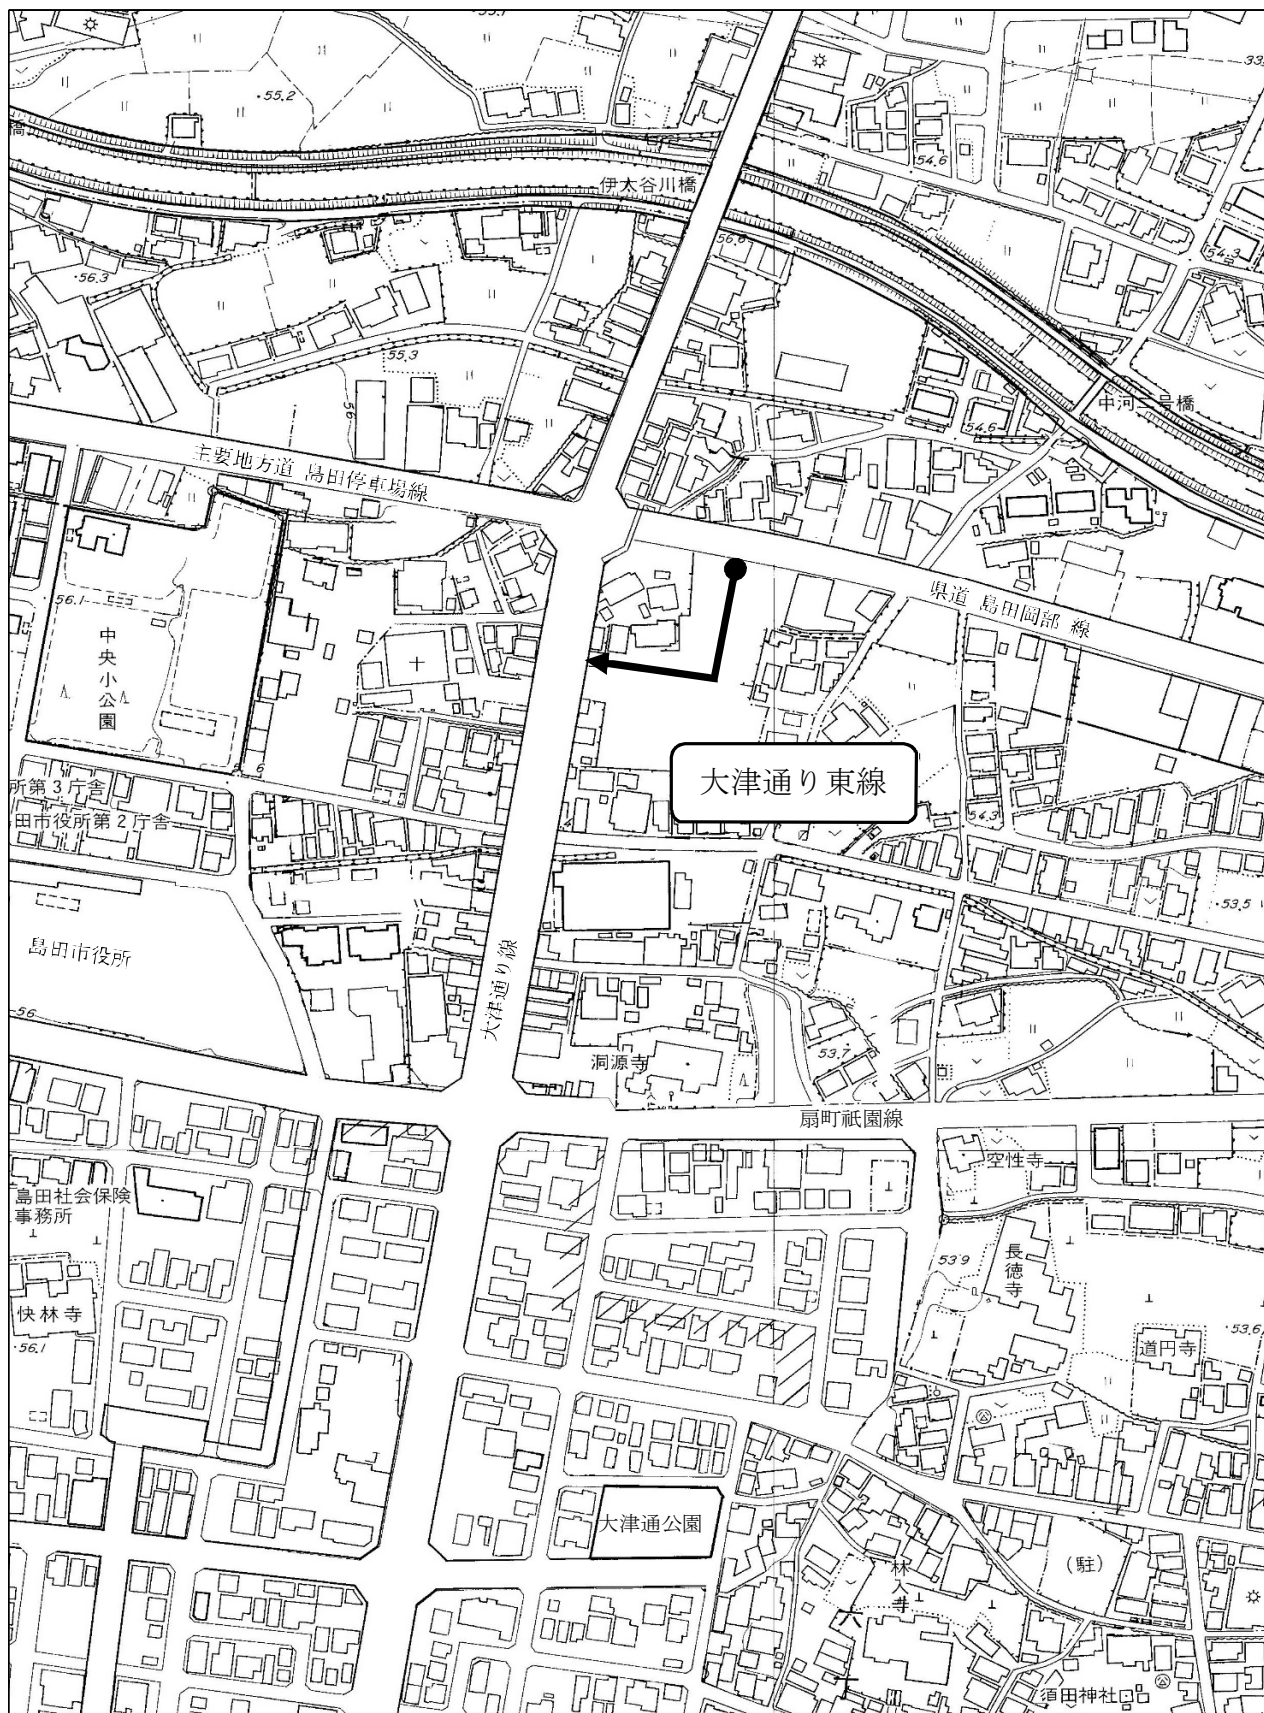 55.2
33
伊太谷川橋
54.6
56.3
56.6
54.3
55.3
56
中河二号橋
54.6
主要地方道 島田停車場線
県道 島田岡部 線
56.1
中央小公園
大津通り東線
所第3庁舎
田市役所第2庁舎
54.3
53.5
島田市役所
大津通り線
56
洞源寺
53.7
扇町祇園線
空性寺
島田社会保険
事務所
53.9
長徳寺
快林寺
56.1
53.6
道円寺
大津通公園
林入寺
(駐)
須田神社